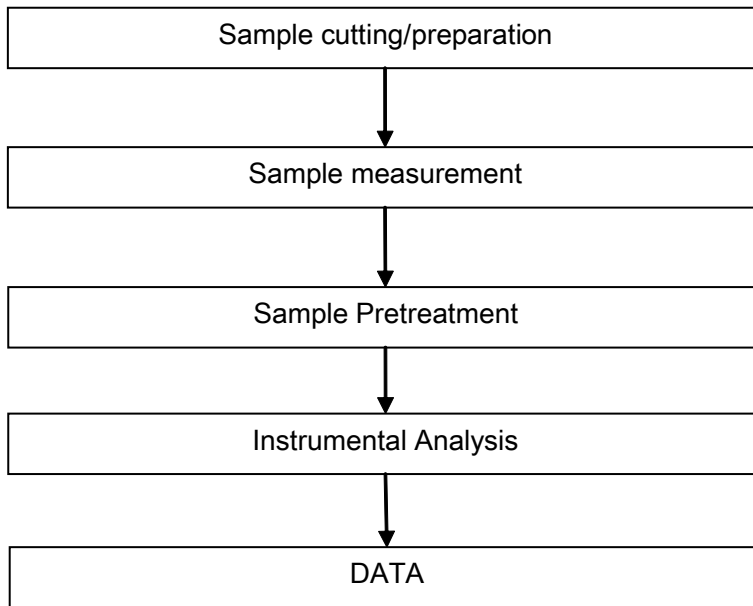 Sample cutting/preparation
Sample measurement
Sample Pretreatment
Instrumental Analysis
DATA